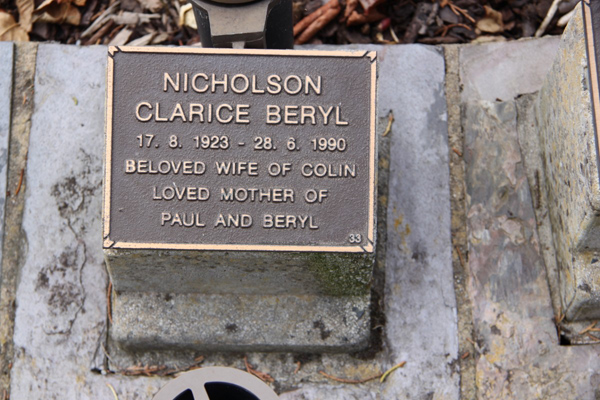 NICHOLSON
CLARICE BERYL
17. 8. 1923 - 28. 6. 1990
BELOVED WIFE OF COLIN
LOVED MOTHER OF
PAUL AND BERYL
33